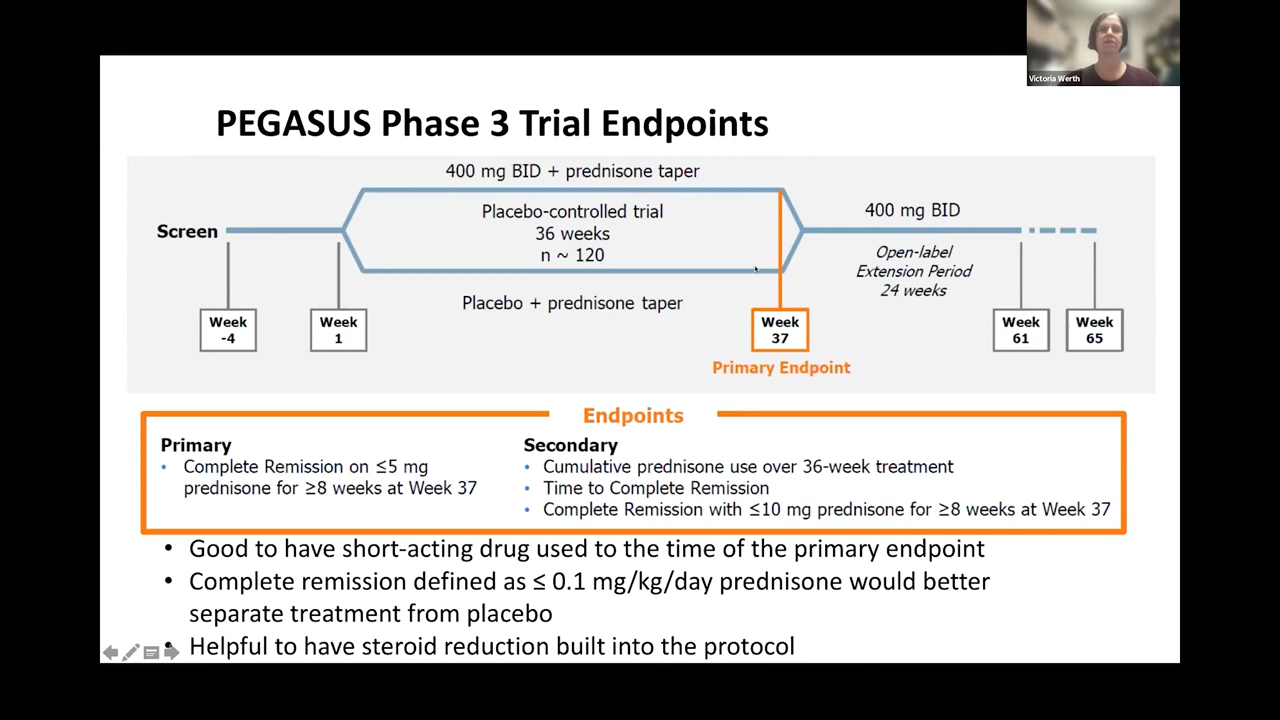 Victoria Werth
PEGASUS Phase 3 Trial Endpoints
400 mg BID + prednisone taper
Placebo-controlled trial
36 weeks
n ~ 120
Placebo + prednisone taper
Screen
400 mg BID
Open-label
Extension Period
24 weeks
Week
-4
Week
1
Week
37
Week
61
Week
65
Primary Endpoint
Endpoints
Primary
• Complete Remission on ≤5 mg
prednisone for ≥8 weeks at Week 37
Secondary
• Cumulative prednisone use over 36-week treatment
• Time to Complete Remission
• Complete Remission with ≤10 mg prednisone for ≥8 weeks at Week 37
• Good to have short-acting drug used to the time of the primary endpoint
• Complete remission defined as ≤ 0.1 mg/kg/day prednisone would better
separate treatment from placebo
• Helpful to have steroid reduction built into the protocol